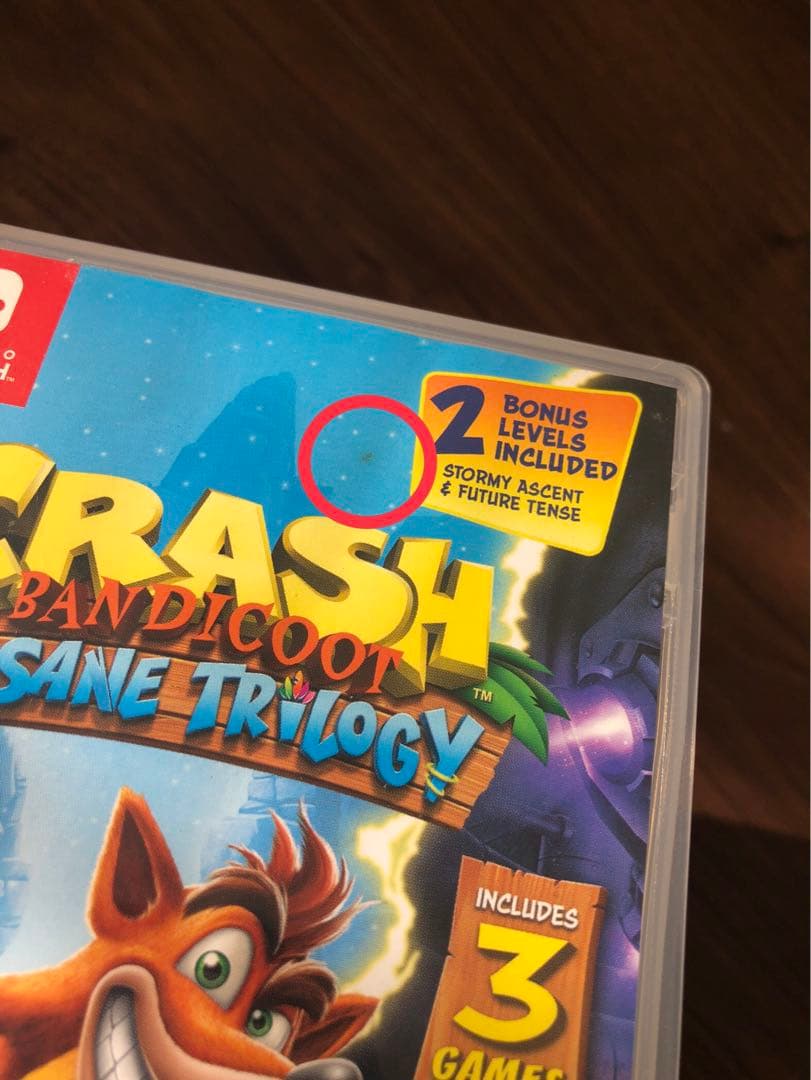 2 BONUS
LEVELS
INCLUDED
STORMY ASCENT
& FUTURE TENSE
CRASH
BANDICOOT
SANE TRILOGY
TM
INCLUDES
3
GAMES